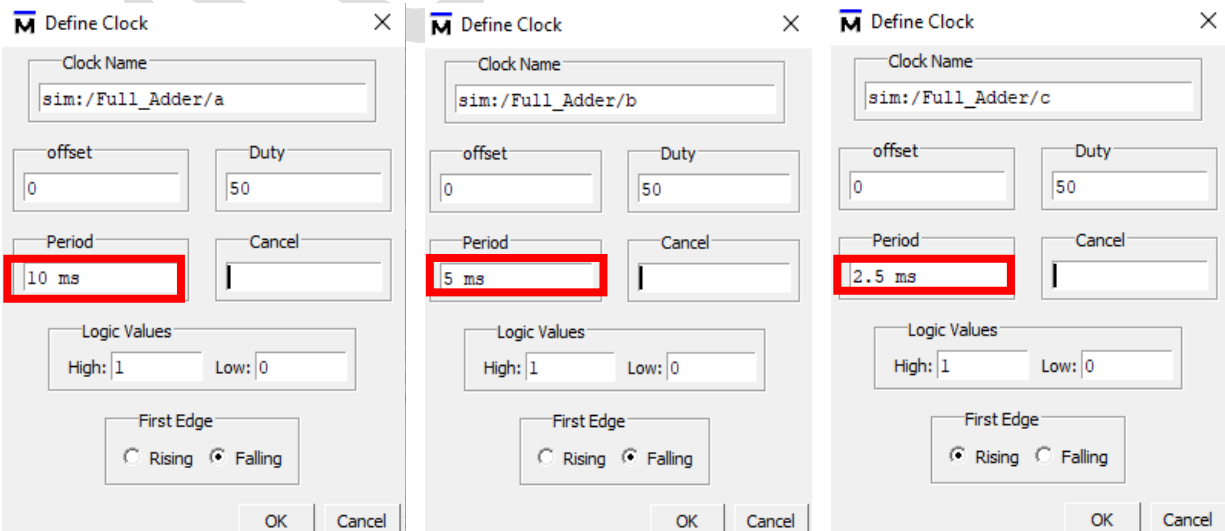 Define Clock
Clock Name
sim:/Full_Adder/a
offset
Duty
0
50
Period
Cancel
10 ms
Logic Values
High: 1 Low: 0
First Edge
Rising Falling
OK Cancel
Define Clock
Clock Name
sim:/Full_Adder/b
offset
Duty
0
50
Period
Cancel
5 ms
Logic Values
High: 1 Low: 0
First Edge
Rising Falling
OK Cancel
Define Clock
Clock Name
sim:/Full_Adder/c
offset
Duty
0
50
Period
Cancel
2.5 ms
Logic Values
High: 1 Low: 0
First Edge
Rising Falling
OK Cancel